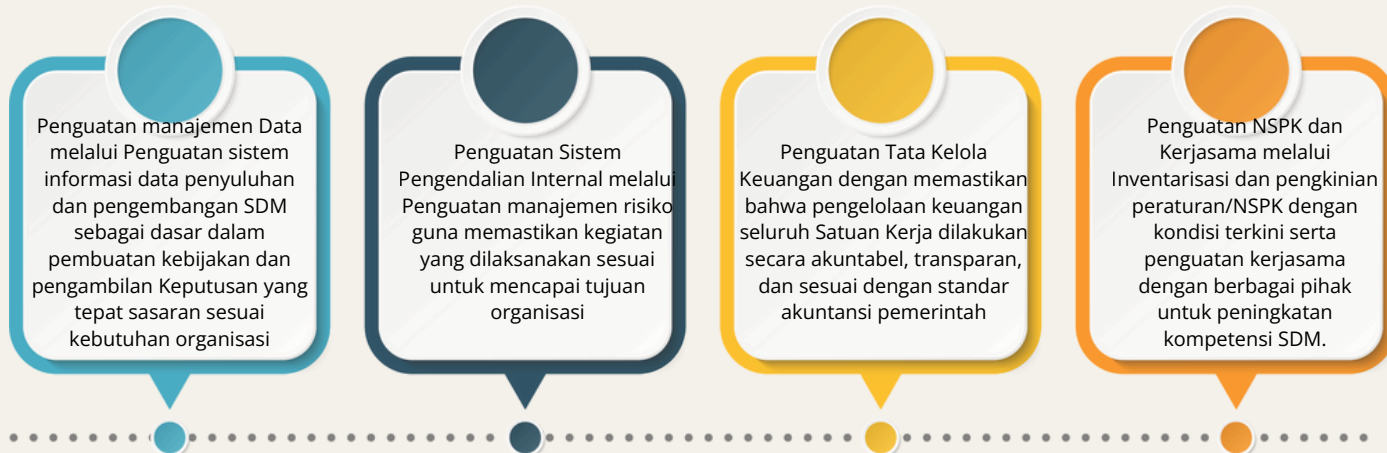 Penguatan manajemen Data
melalui Penguatan sistem
informasi data penyuluhan
dan pengembangan SDM
sebagai dasar dalam
pembuatan kebijakan dan
pengambilan Keputusan yang
tepat sasaran sesuai
kebutuhan organisasi
Penguatan Sistem
Pengendalian Internal melalui
Penguatan manajemen risiko
guna memastikan kegiatan
yang dilaksanakan sesuai
untuk mencapai tujuan
organisasi
Penguatan Tata Kelola
Keuangan dengan memastikan
bahwa pengelolaan keuangan
seluruh Satuan Kerja dilakukan
secara akuntabel, transparan,
dan sesuai dengan standar
akuntansi pemerintah
Penguatan NSPK dan
Kerjasama melalui
Inventarisasi dan pengkinian
peraturan/NSPK dengan
kondisi terkini serta
penguatan kerjasama
dengan berbagai pihak
untuk peningkatan
kompetensi SDM.